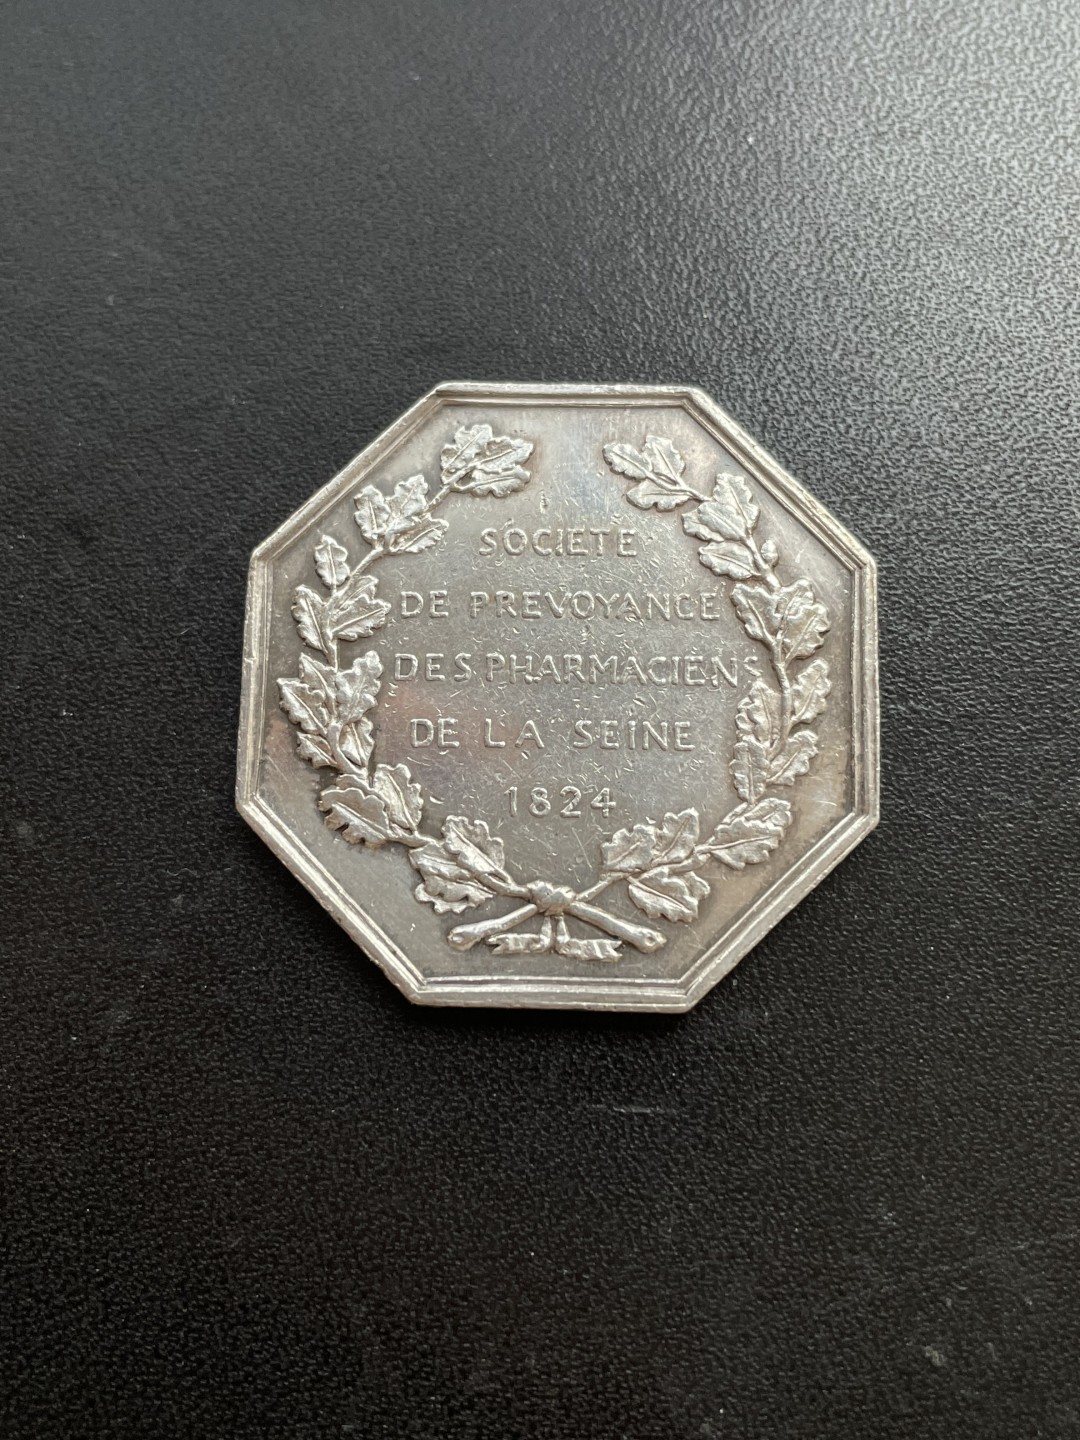 SOCIETE
DE PREVOYANCE
DES PHARMACIENS
DE LA SEINE
1824